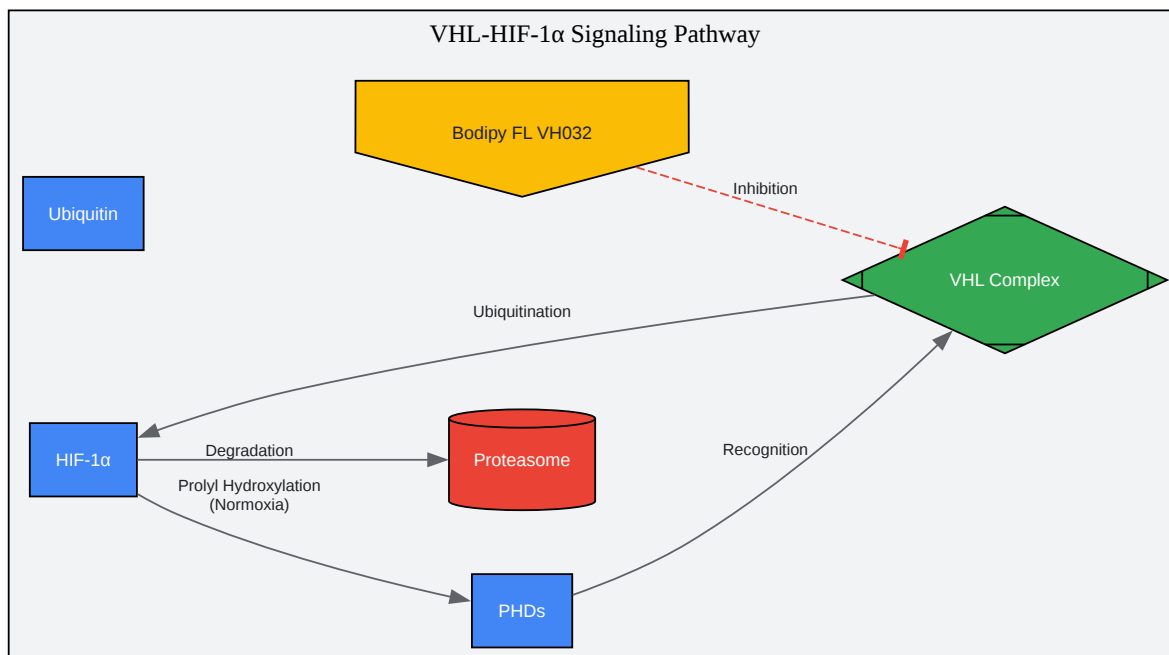 VHL-HIF-1α Signaling Pathway
Bodipy FL VH032
Inhibition
Ubiquitin
VHL Complex
Ubiquitination
HIF-1α
Degradation
Proteasome
Recognition
Prolyl Hydroxylation
(Normoxia)
PHDs